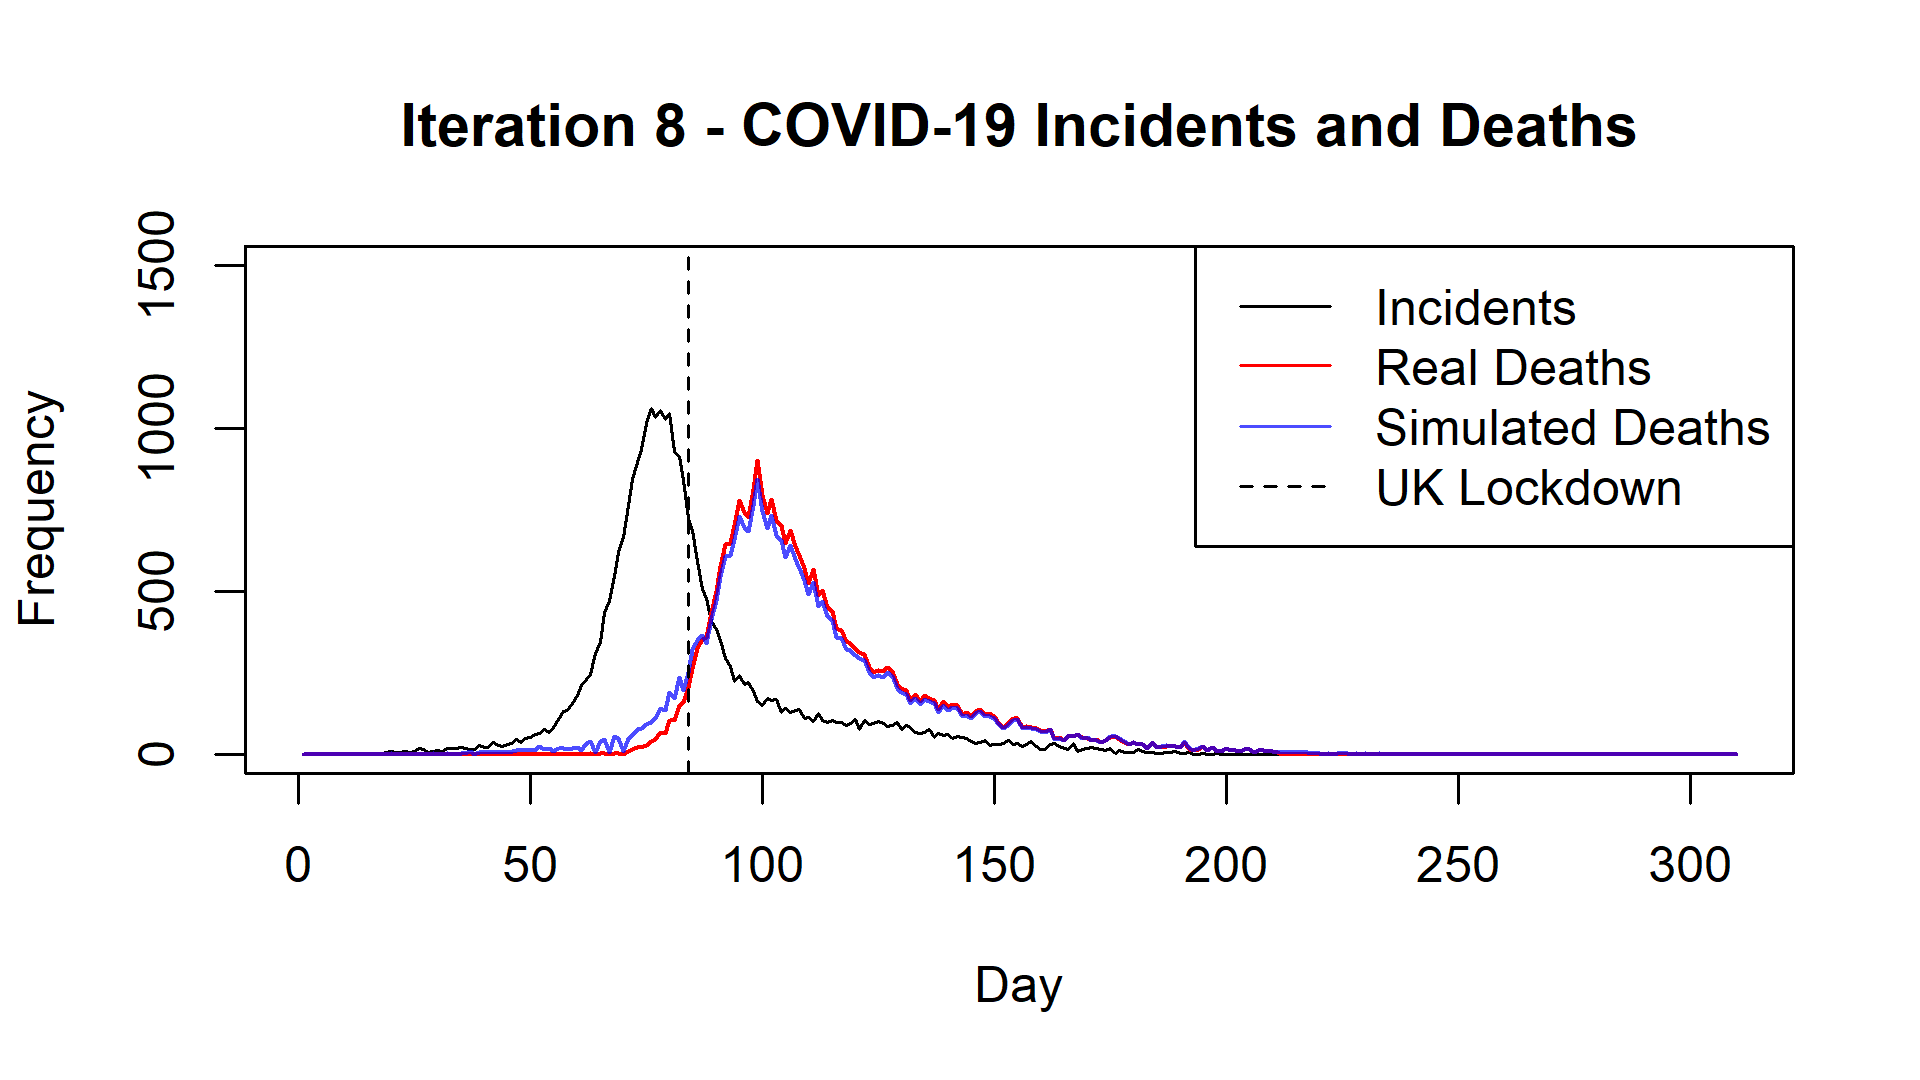 Iteration 8 - COVID-19 Incidents and Deaths
Frequency
1500
1000
500
0
Incidents
Real Deaths
Simulated Deaths
UK Lockdown
0 50 100 150 200 250 300
Day